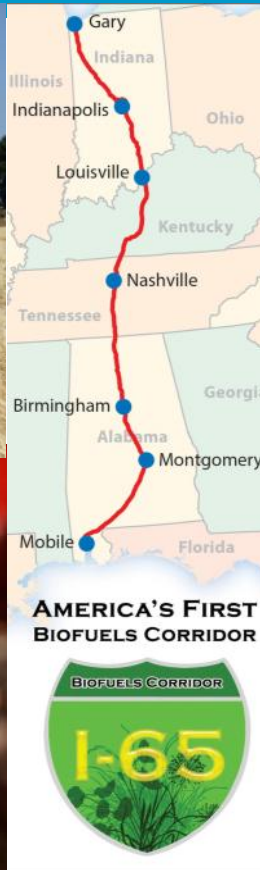 Gary
Indiana
Illinois
Indianapolis
Ohio
Louisville
Kentucky
Nashville
Tennessee
Birmingham
Alabama
Montgomery
Mobile
Florida
AMERICA'S FIRST
BIOFUELS CORRIDOR
BIOFUELS CORRIDOR
I-65